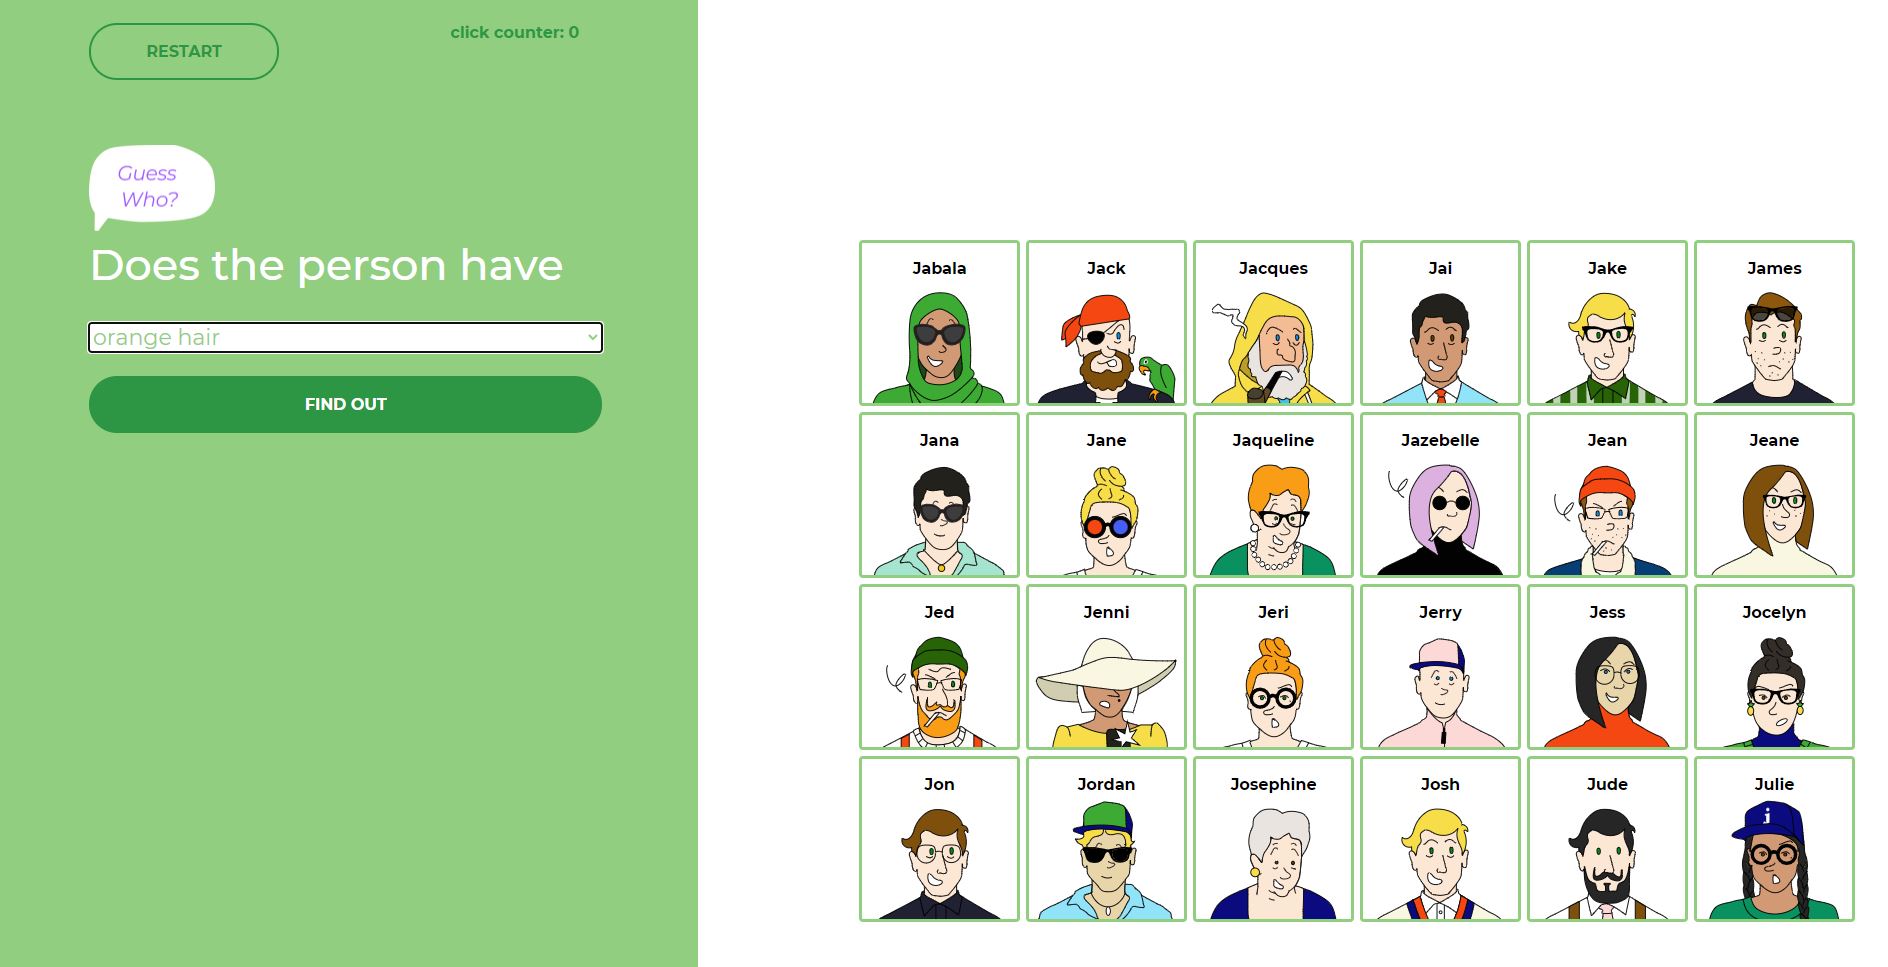 RESTART
click counter: 0
Guess
Who?
Does the person have
orange hair
FIND OUT
Jabala
Jack
Jacques
Jai
Jake
James
Jana
Jane
Jaqueline
Jazebelle
Jean
Jeane
Jed
Jenni
Jeri
Jerry
Jess
Jocelyn
Jon
Jordan
Josephine
Josh
Jude
Julie
i